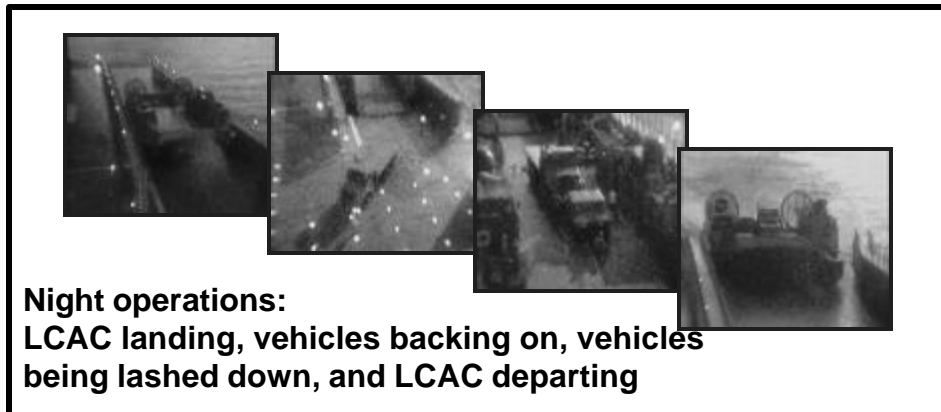 Night operations:
LCAC landing, vehicles backing on, vehicles
being lashed down, and LCAC departing